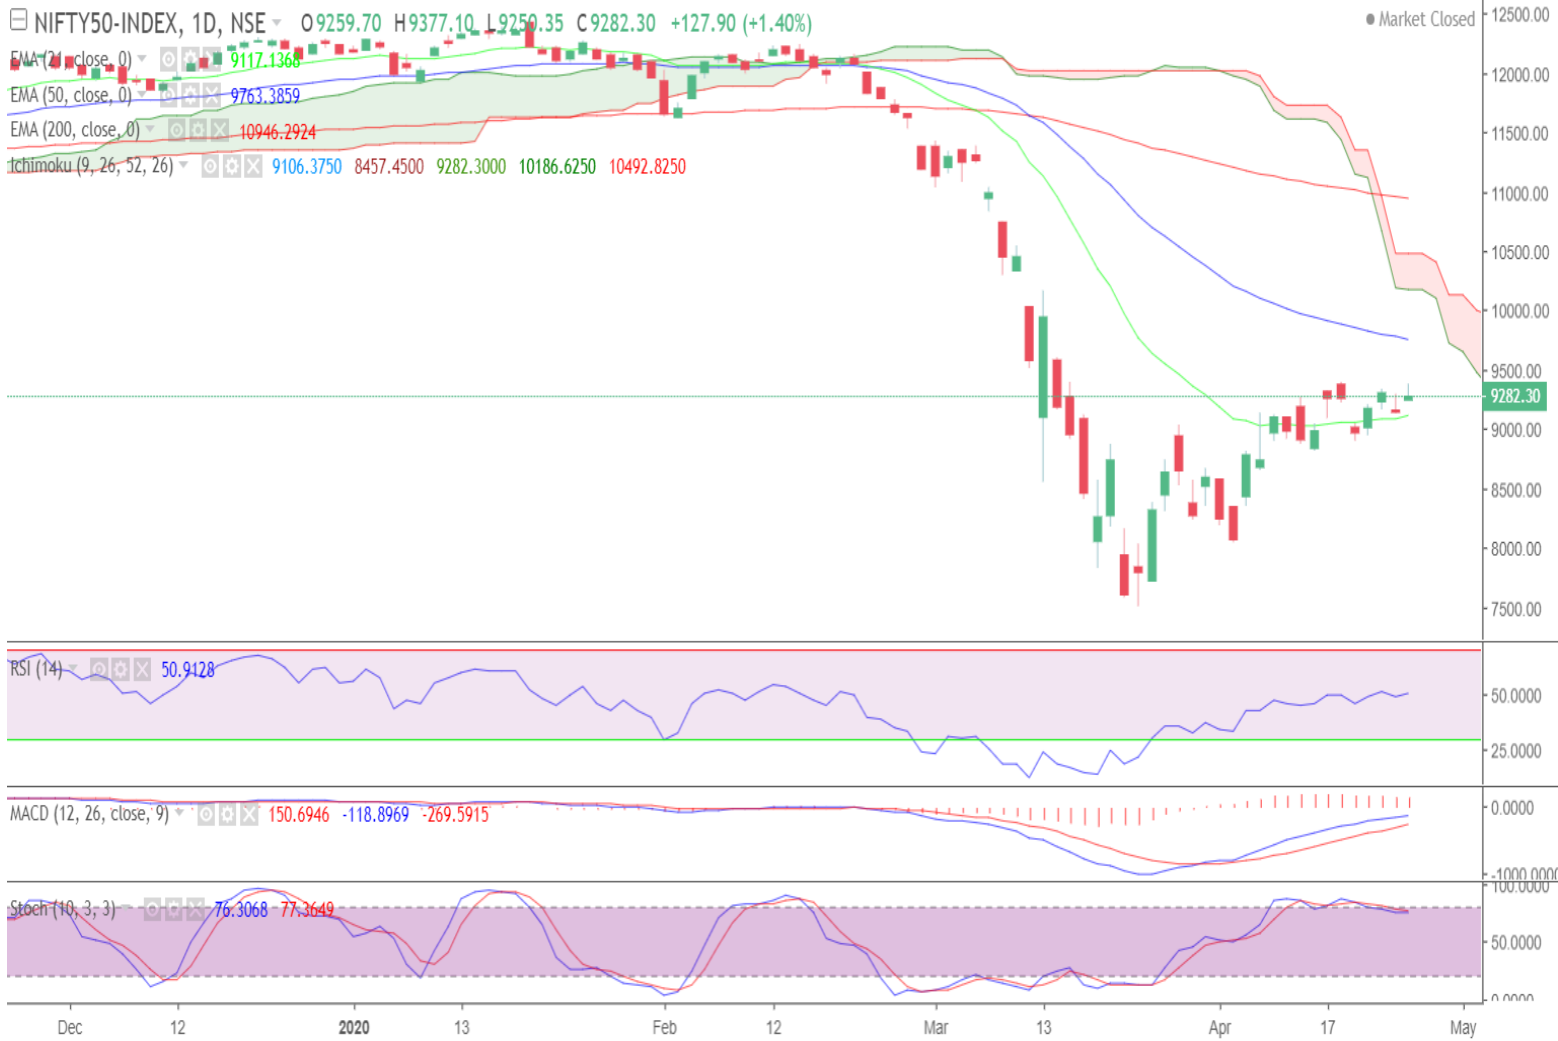 NIFTY50-INDEX, 1D, NSE O9259.70 H9377.10 L9250.35 C9282.30 +127.90 (+1.40%)
Market Closed
EMA (21, close, 0) 9117.1368
EMA (50, close, 0) 9763.3859
EMA (200, close, 0) 10946.2924
Ichimoku (9, 26, 52, 26) 9106.3750 8457.4500 9282.3000 10186.6250 10492.8250
12500.00
12000.00
11500.00
11000.00
10500.00
10000.00
9500.00
9282.30
9000.00
8500.00
8000.00
7500.00
RSI (14) 50.9128
50.0000
25.0000
MACD (12, 26, close, 9) 150.6946 -118.8969 -269.5915
0.0000
-1000.0000
Stoch (10, 3, 3) 76.3068 77.3649
100.0000
50.0000
0.0000
Dec 12 2020 13 Feb 12 Mar 13 Apr 17 May